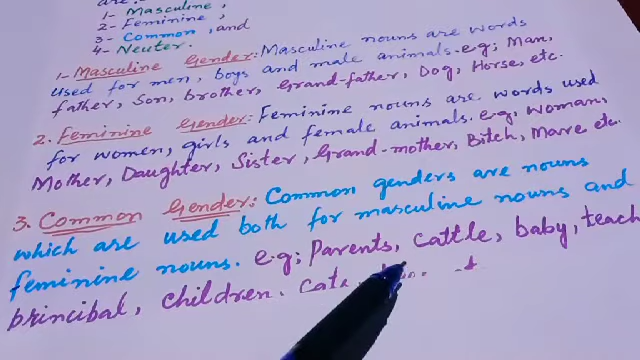 are:
1- Masculine,
2- Feminine,
3- Common, and
4- Neuter.
1- Masculine Gender: Masculine nouns are words
used for men, boys and male animals. e.g; Man,
father, Son, brother, Grand-father, Dog, Horse, etc.
2. Feminine Gender: Feminine nouns are words used
for women, girls and female animals. e.g; Woman,
Mother, Daughter, Sister, Grand-mother, Bitch, Mare etc.
3. Common Gender: Common genders are nouns
which are used both for masculine nouns and
feminine nouns. e.g; Parents, cattle, baby, teach
principal, children.